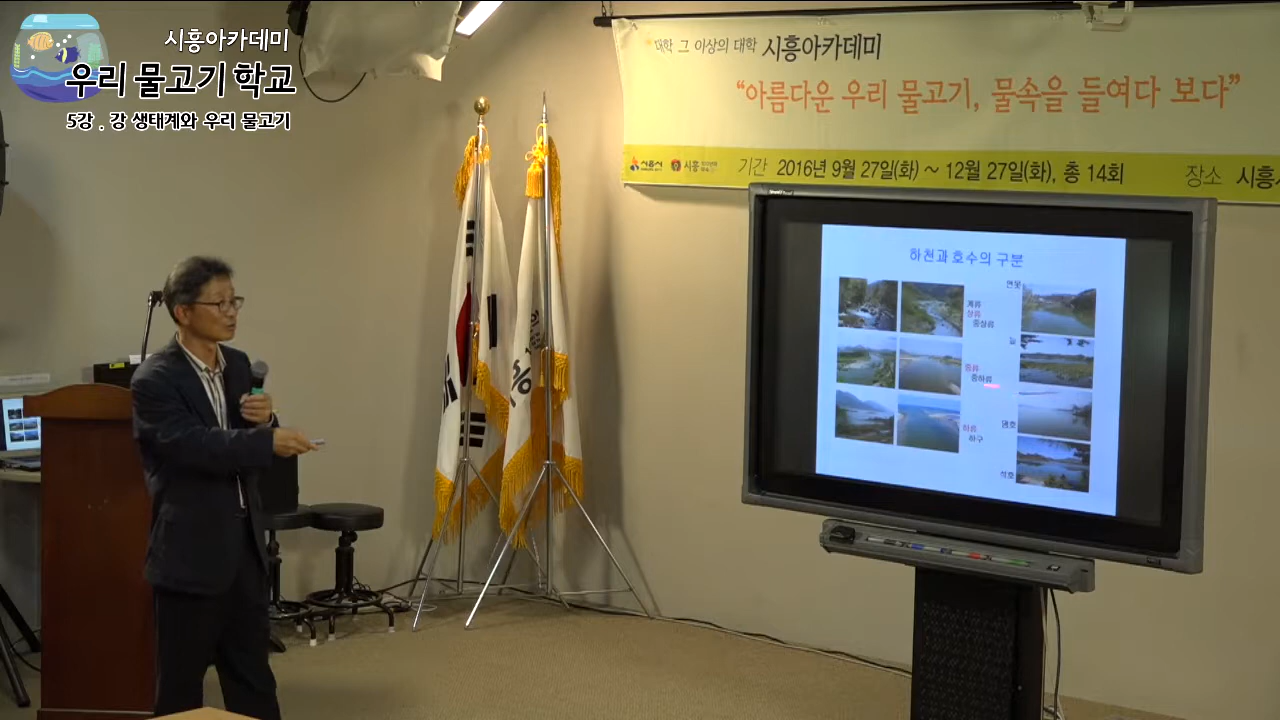 시흥아카데미
우리 물고기 학교
5강 . 강 생태계와 우리 물고기
대학 그 이상의 대학 시흥아카데미
“아름다운 우리 물고기, 물속을 들여다 보다”
시흥시 시흥
기간 2016년 9월 27일(화) ~ 12월 27일(화), 총 14회
장소 시흥
하천과 호수의 구분
연못
계류
상류
중상류
늪
중류
중하류
하류
하구
댐호
석호